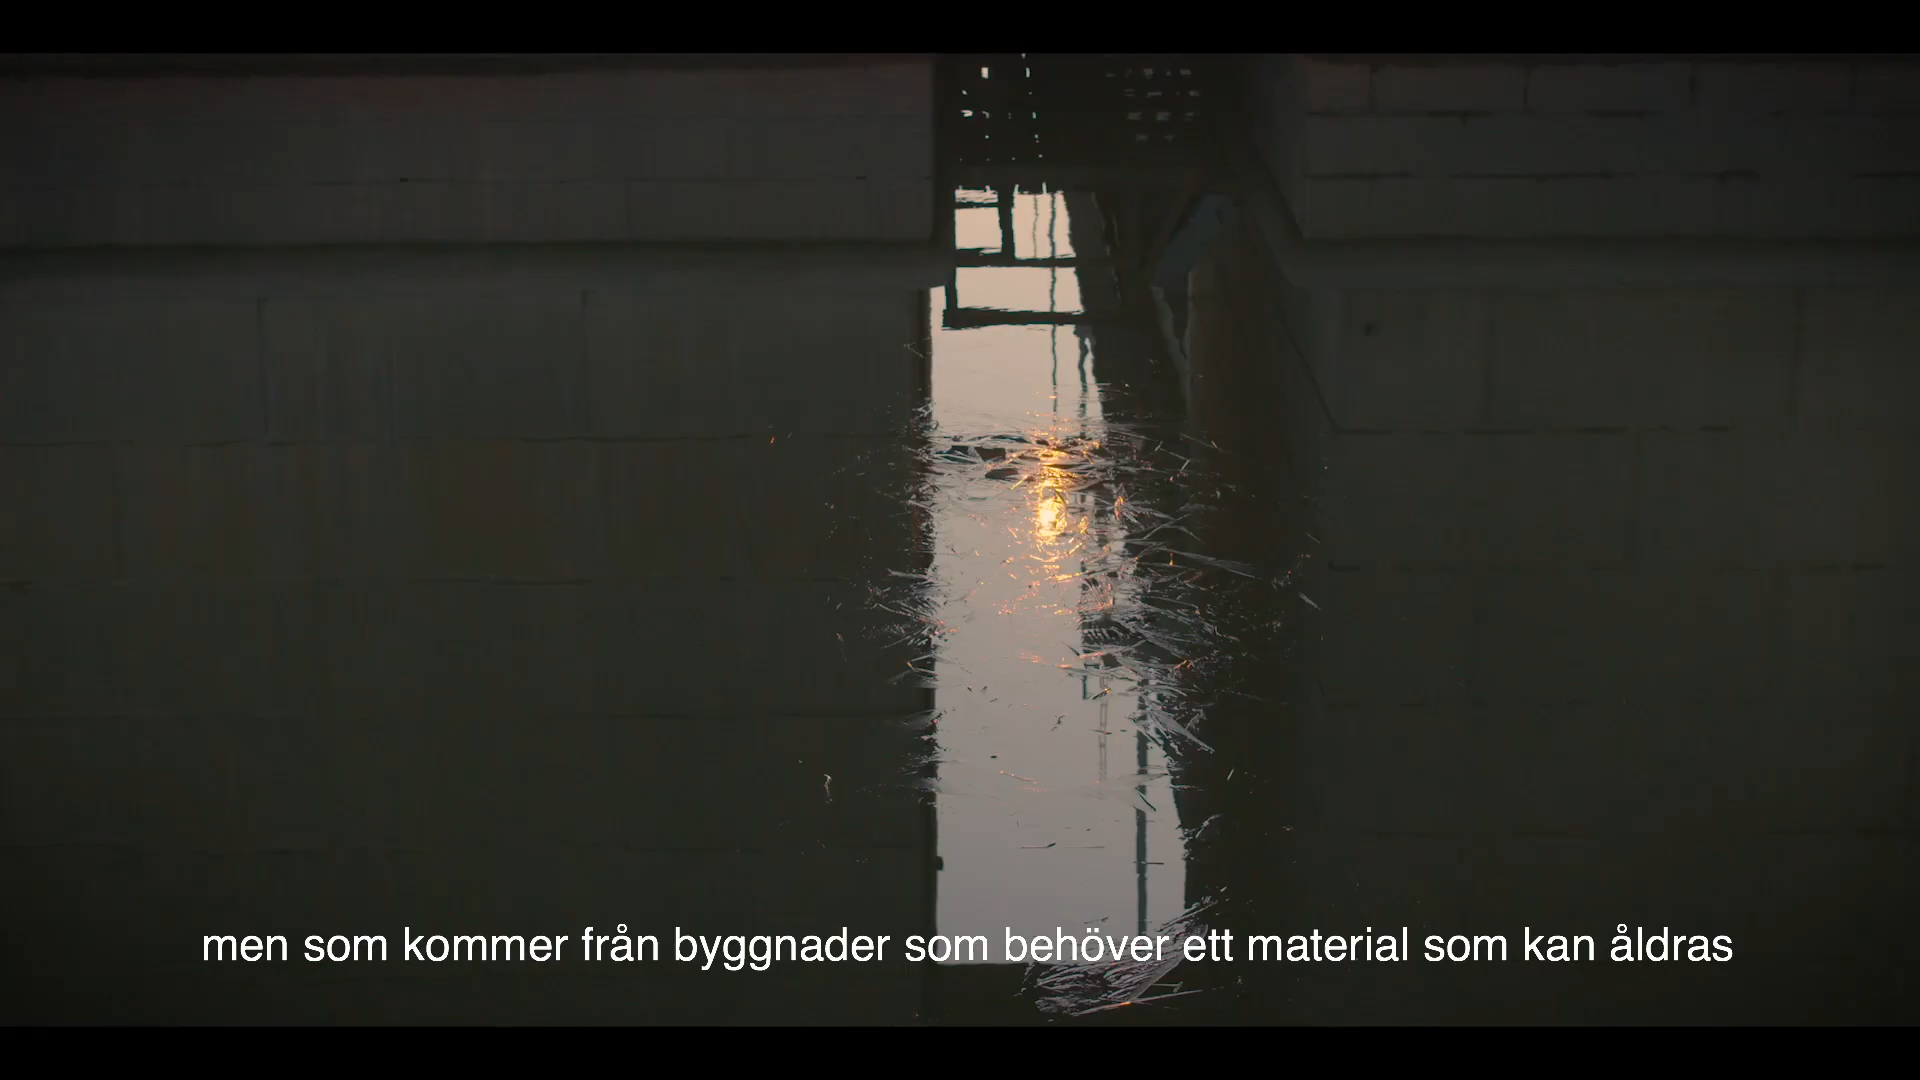 men som kommer från byggnader som behöver ett material som kan åldras